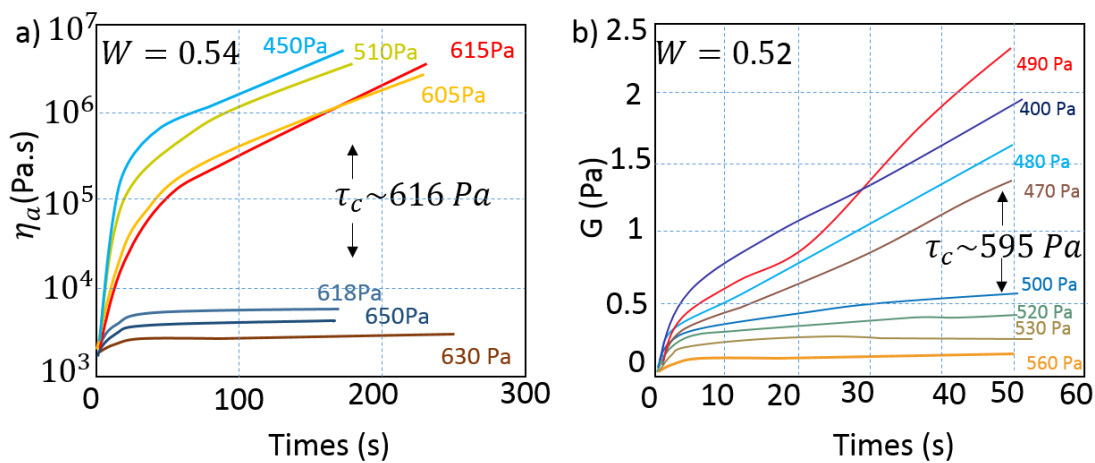 a)
W = 0.54
10⁷
10⁶
10⁵
10⁴
10³
ηₐ(Pa.s)
450Pa
510Pa
615Pa
605Pa
τ_c~616 Pa
618Pa
650Pa
630 Pa
0
100
200
300
Times (s)
b)
W = 0.52
2.5
2
1.5
1
0.5
0
G (Pa)
490 Pa
400 Pa
480 Pa
470 Pa
τ_c~595 Pa
500 Pa
520 Pa
530 Pa
560 Pa
0
10
20
30
40
50
60
Times (s)